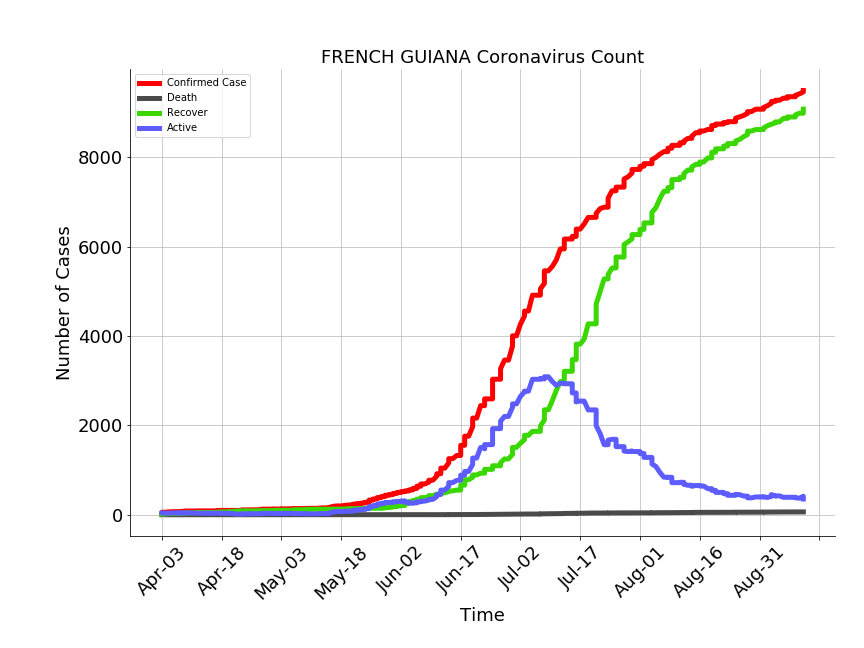 FRENCH GUIANA Coronavirus Count
Confirmed Case
Death
Recover
Active
Number of Cases
8000
6000
4000
2000
0
Apr-03
Apr-18
May-03
May-18
Jun-02
Jun-17
Jul-02
Jul-17
Aug-01
Aug-16
Aug-31
Time